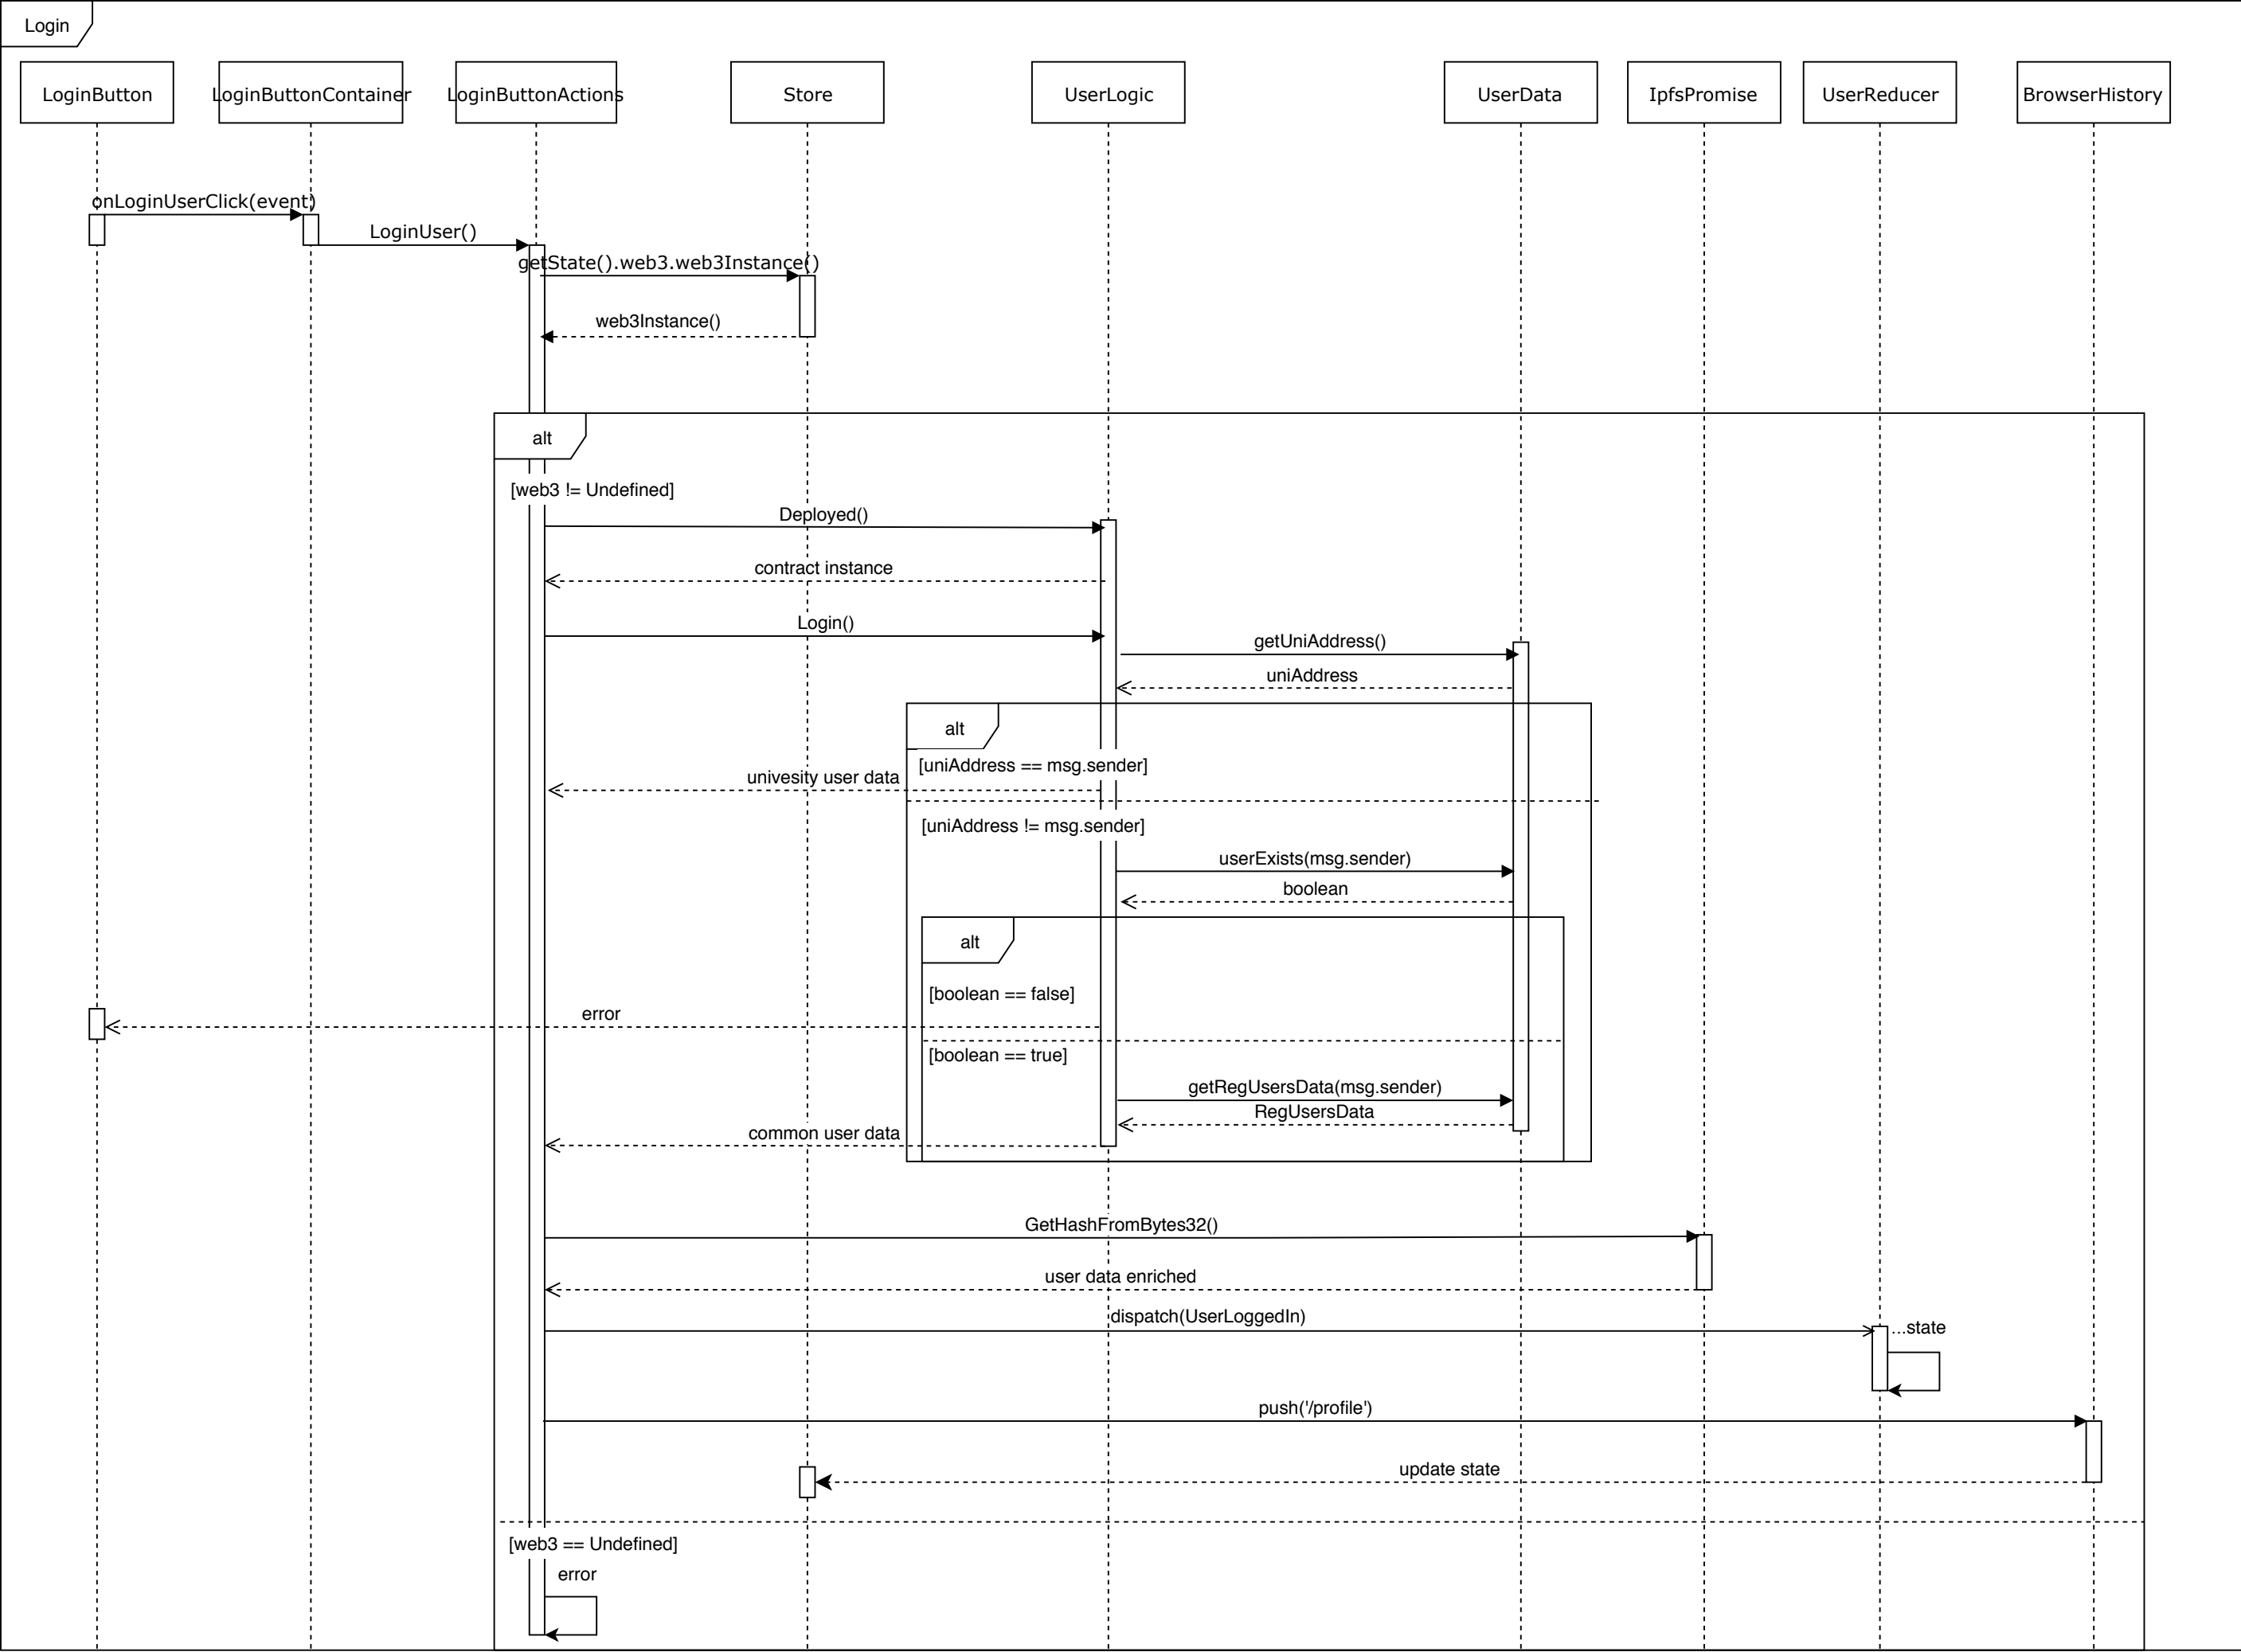 Login
LoginButton
LoginButtonContainer
LoginButtonActions
Store
UserLogic
UserData
IpfsPromise
UserReducer
BrowserHistory
onLoginUserClick(event)
LoginUser()
getState().web3.web3Instance()
web3Instance()
alt
[web3 != Undefined]
Deployed()
contract instance
Login()
getUniAddress()
uniAddress
alt
[uniAddress == msg.sender]
univesity user data
[uniAddress != msg.sender]
userExists(msg.sender)
boolean
alt
[boolean == false]
error
[boolean == true]
getRegUsersData(msg.sender)
RegUsersData
common user data
GetHashFromBytes32()
user data enriched
dispatch(UserLoggedIn)
...state
push('/profile')
update state
[web3 == Undefined]
error